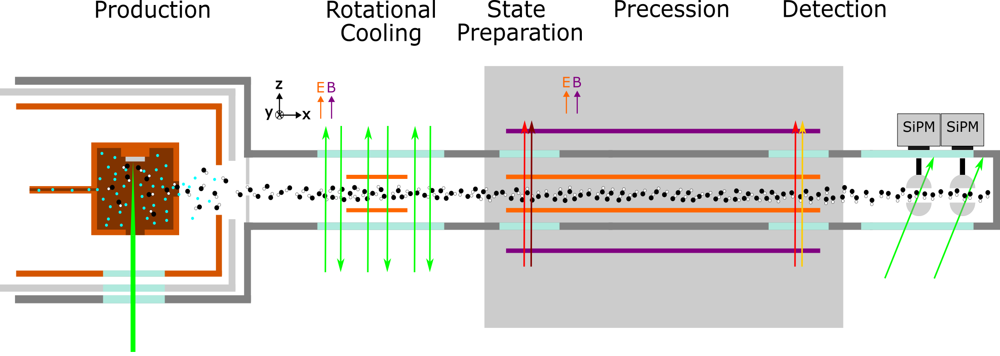 Production
Rotational
Cooling
State
Preparation
Precession
Detection
z
y
x
E B
E B
SiPM
SiPM